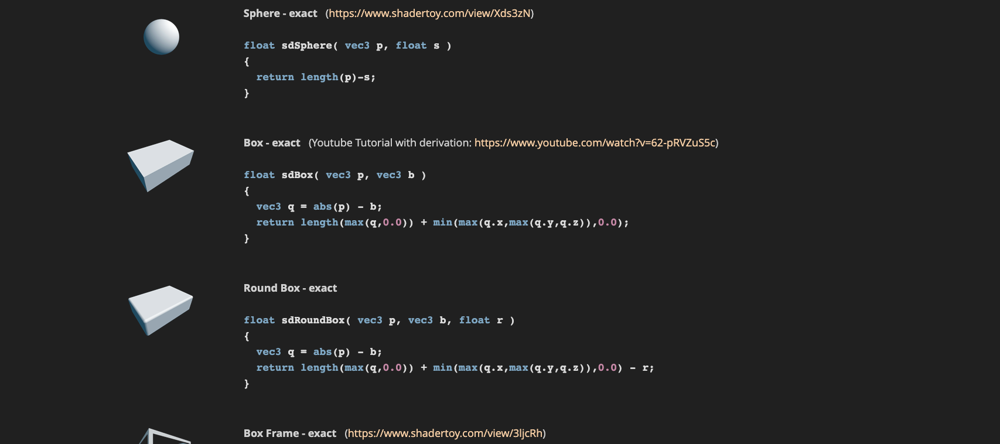 Sphere - exact (https://www.shadertoy.com/view/Xds3zN)
float sdSphere( vec3 p, float s )
{
  return length(p)-s;
}
Box - exact (Youtube Tutorial with derivation: https://www.youtube.com/watch?v=62-pRVZuS5c)
float sdBox( vec3 p, vec3 b )
{
  vec3 q = abs(p) - b;
  return length(max(q,0.0)) + min(max(q.x,max(q.y,q.z)),0.0);
}
Round Box - exact
float sdRoundBox( vec3 p, vec3 b, float r )
{
  vec3 q = abs(p) - b;
  return length(max(q,0.0)) + min(max(q.x,max(q.y,q.z)),0.0) - r;
}
Box Frame - exact (https://www.shadertoy.com/view/3ljcRh)